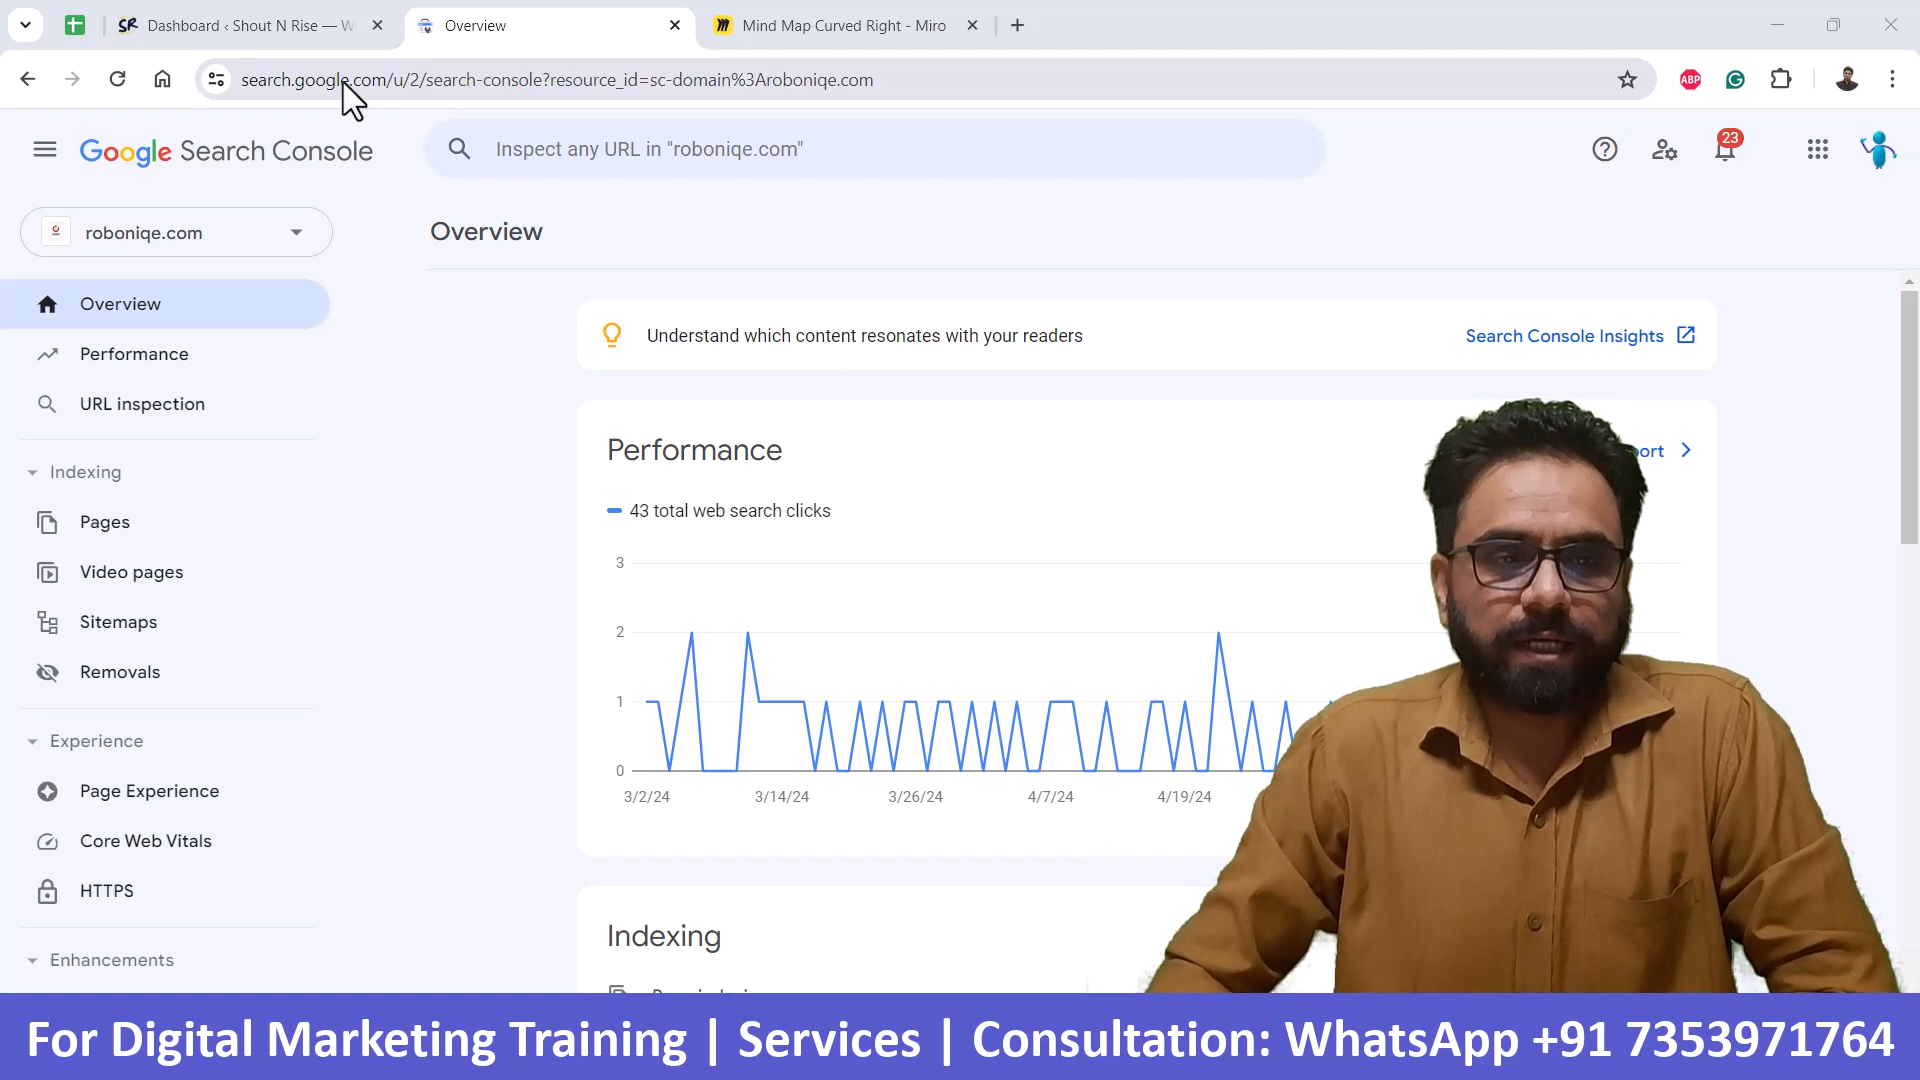 Dashboard ‹ Shout N Rise — W
Overview
Mind Map Curved Right - Miro
search.google.com/u/2/search-console?resource_id=sc-domain%3Aroboniqe.com
ABP
Google Search Console
Inspect any URL in "roboniqe.com"
23
roboniqe.com
Overview
Overview
Understand which content resonates with your readers
Search Console Insights
Performance
URL inspection
Performance
43 total web search clicks
Indexing
Pages
Video pages
Sitemaps
Removals
3
2
1
0
3/2/24
3/14/24
3/26/24
4/7/24
4/19/24
Experience
Page Experience
Core Web Vitals
HTTPS
Indexing
Enhancements
For Digital Marketing Training | Services | Consultation: WhatsApp +91 7353971764